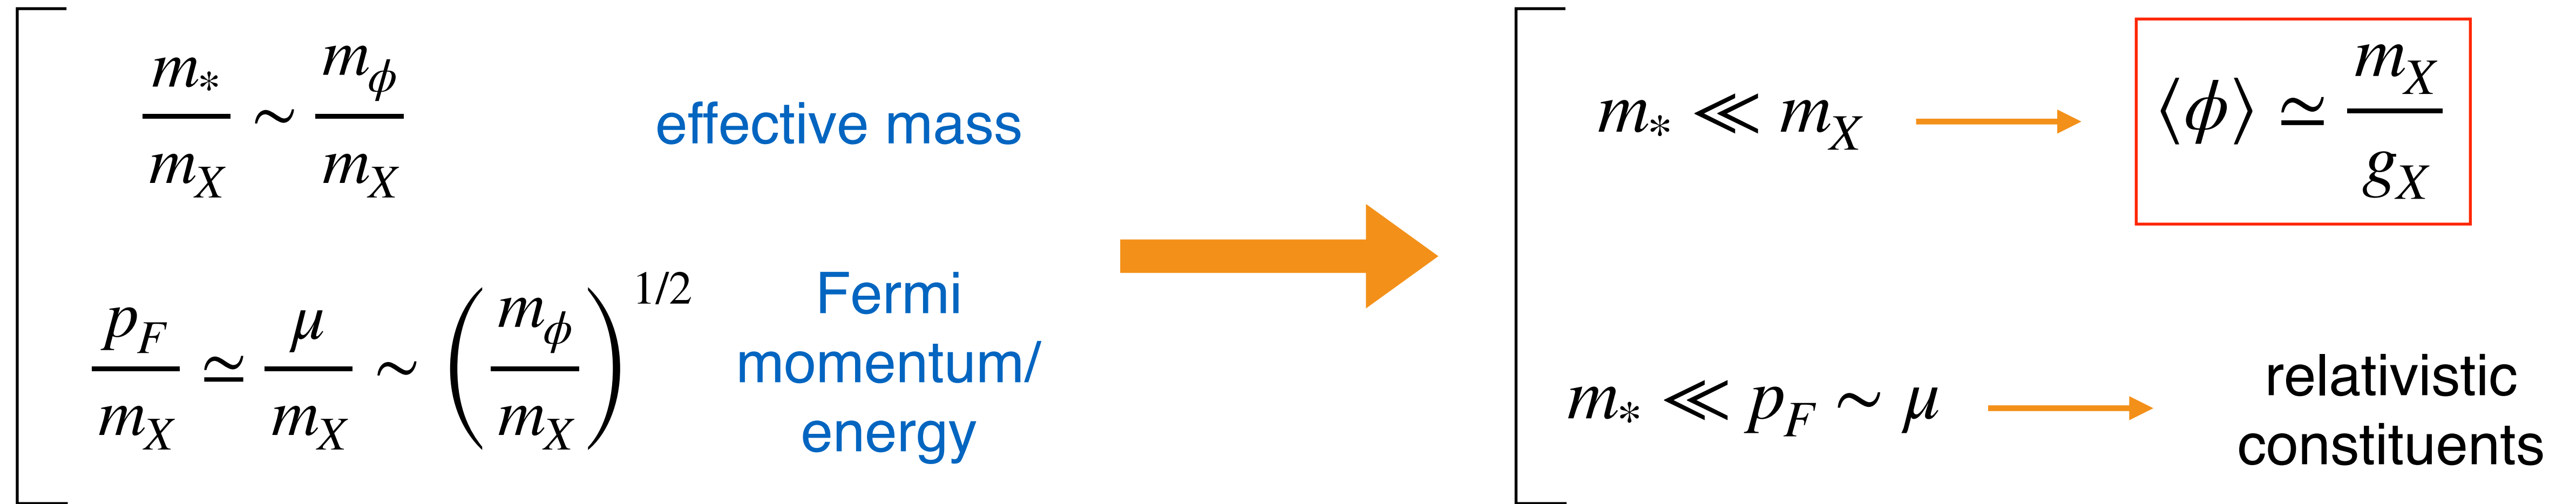 m_*/m_X ∼ m_ϕ/m_X
effective mass
p_F/m_X ≃ μ/m_X ∼ (m_ϕ/m_X)^{1/2}
Fermi
momentum/
energy
m_* ≪ m_X
⟨ϕ⟩ ≃ m_X/g_X
m_* ≪ p_F ∼ μ
relativistic
constituents